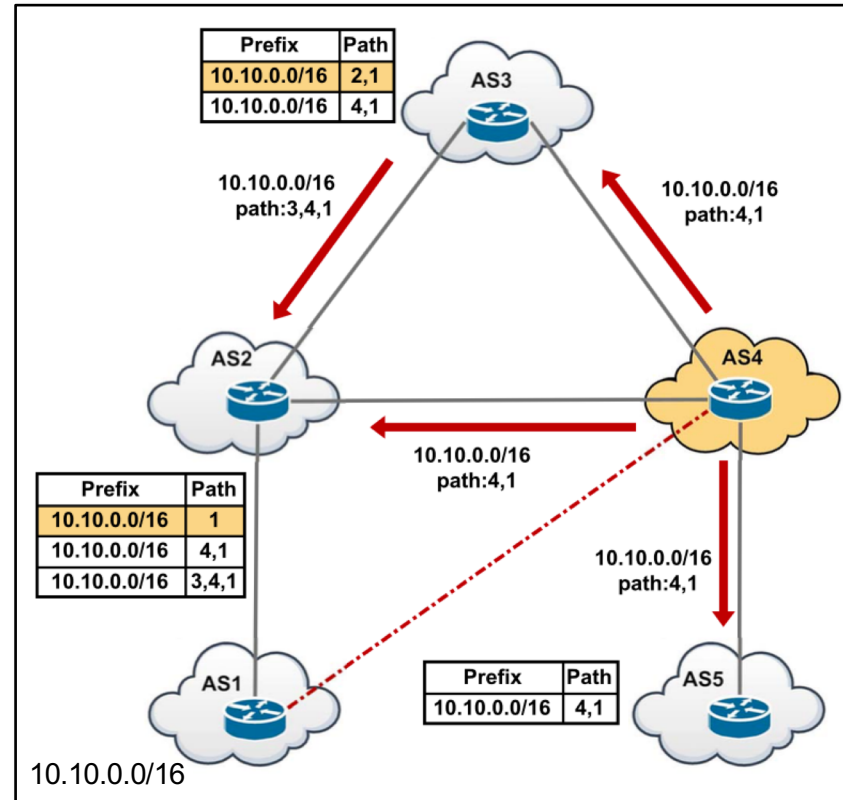 Prefix Path
10.10.0.0/16 2,1
10.10.0.0/16 4,1
AS3
10.10.0.0/16
path:3,4,1
10.10.0.0/16
path:4,1
AS2
AS4
10.10.0.0/16
path:4,1
Prefix Path
10.10.0.0/16 1
10.10.0.0/16 4,1
10.10.0.0/16 3,4,1
10.10.0.0/16
path:4,1
AS1
Prefix Path
10.10.0.0/16 4,1
AS5
10.10.0.0/16